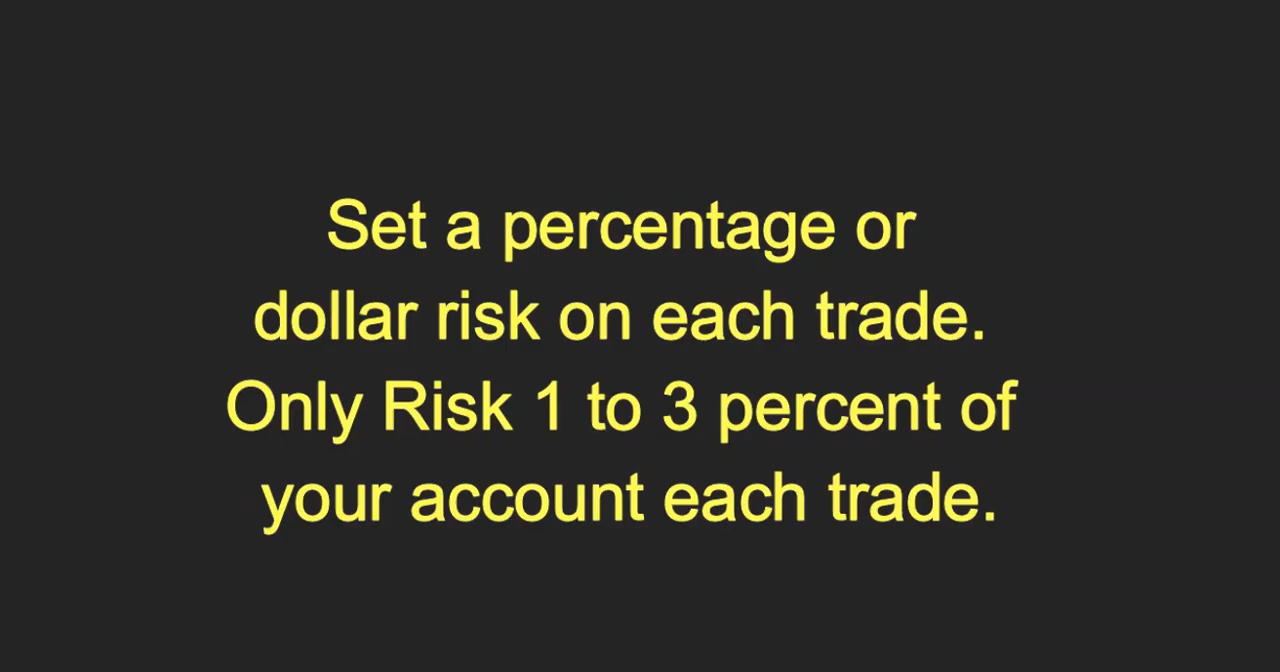 Set a percentage or
dollar risk on each trade.
Only Risk 1 to 3 percent of
your account each trade.